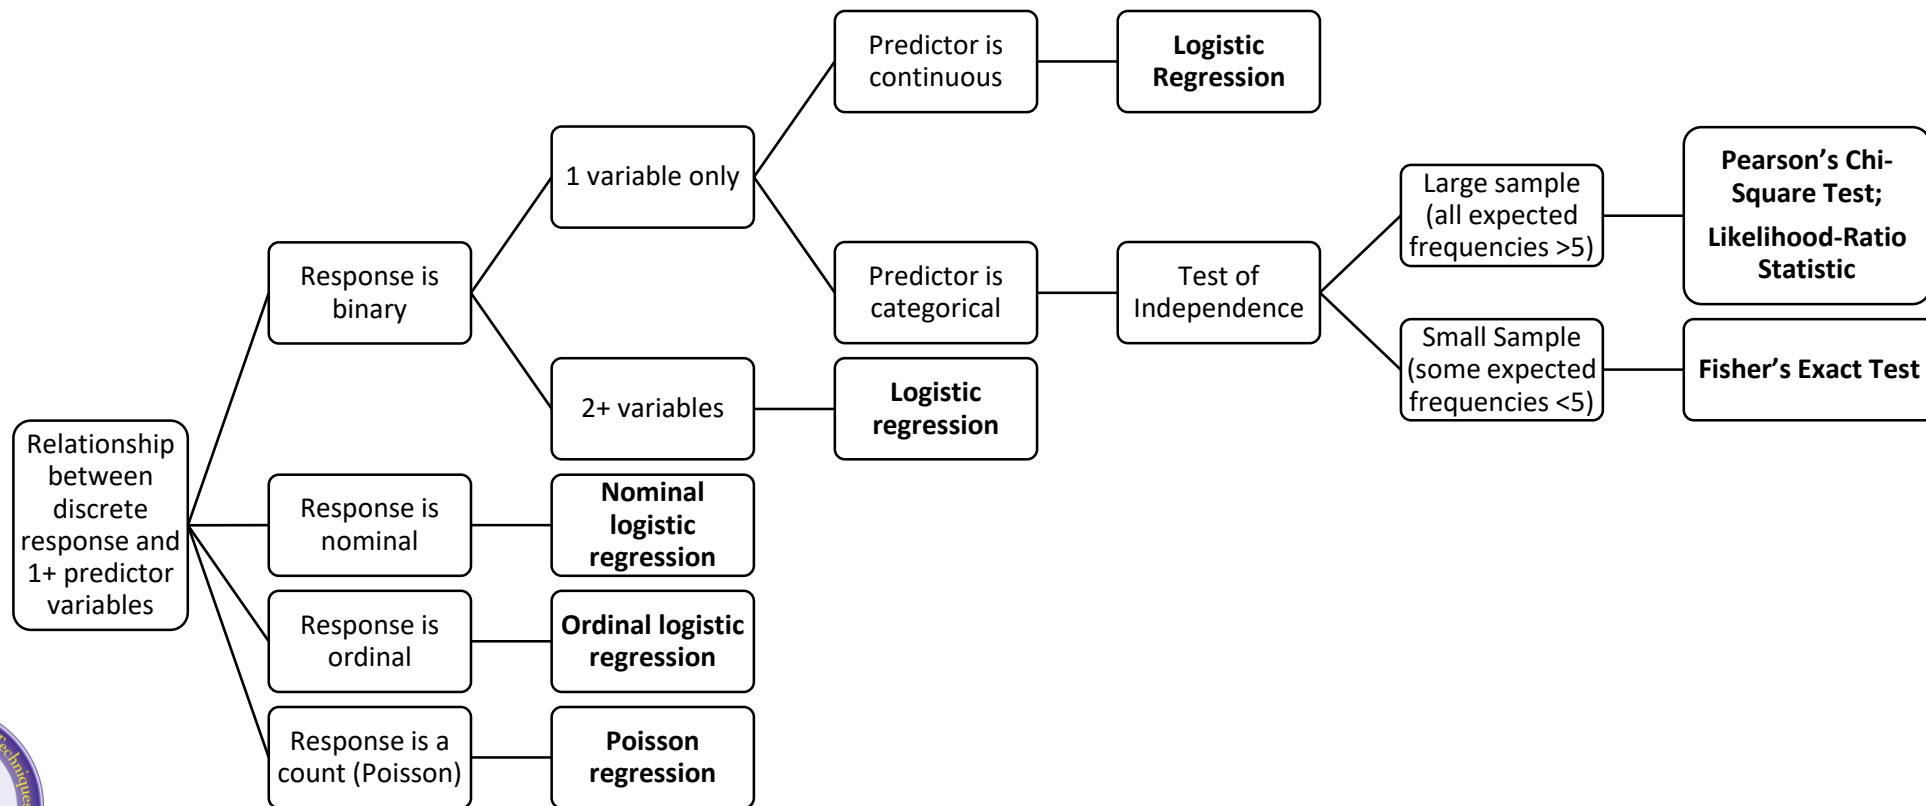 Predictor is
continuous
Logistic
Regression
1 variable only
Large sample
(all expected
frequencies >5)
Pearson’s Chi-
Square Test;
Likelihood-Ratio
Statistic
Response is
binary
Predictor is
categorical
Test of
Independence
Small Sample
(some expected
frequencies <5)
Fisher’s Exact Test
2+ variables
Logistic
regression
Relationship
between
discrete
response and
1+ predictor
variables
Response is
nominal
Nominal
logistic
regression
Response is
ordinal
Ordinal logistic
regression
Response is a
count (Poisson)
Poisson
regression
Techniques